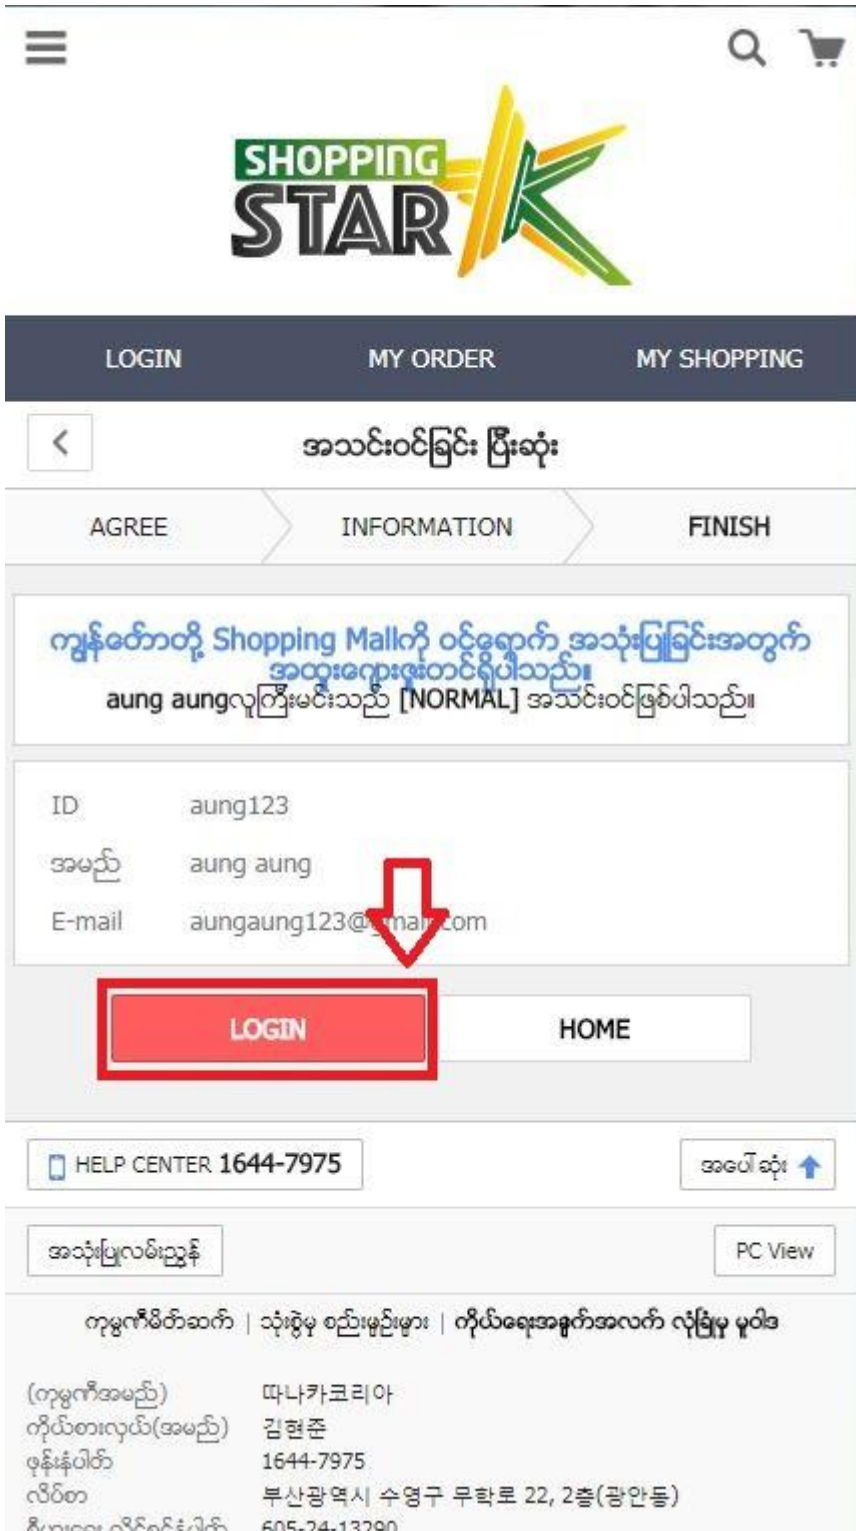 SHOPPING
STAR K
LOGIN MY ORDER MY SHOPPING
အသင်းဝင်ခြင်း ပြီးဆုံး
AGREE INFORMATION FINISH
ကျွန်တော်တို့ Shopping Mallကို ဝင်ရောက် အသုံးပြုခြင်းအတွက်
အထူးကျေးဇူးတင်ရှိပါသည်။
aung aungလူကြီးမင်းသည် [NORMAL] အသင်းဝင်ဖြစ်ပါသည်။
ID aung123
အမည် aung aung
E-mail aungaung123@gmail.com
LOGIN HOME
HELP CENTER 1644-7975 အပေါ်ဆုံး
အသုံးပြုလမ်းညွှန် PC View
ကုမ္ပဏီမိတ်ဆက် | သုံးစွဲမှု စည်းမျဉ်းများ | ကိုယ်ရေးအချက်အလက် လုံခြုံမှု မူဝါဒ
(ကုမ္ပဏီအမည်) 따나카코리아
ကိုယ်စားလှယ်(အမည်) 김현준
ဖုန်းနံပါတ် 1644-7975
လိပ်စာ 부산광역시 수영구 무학로 22, 2층(광안동)
605-24-13290